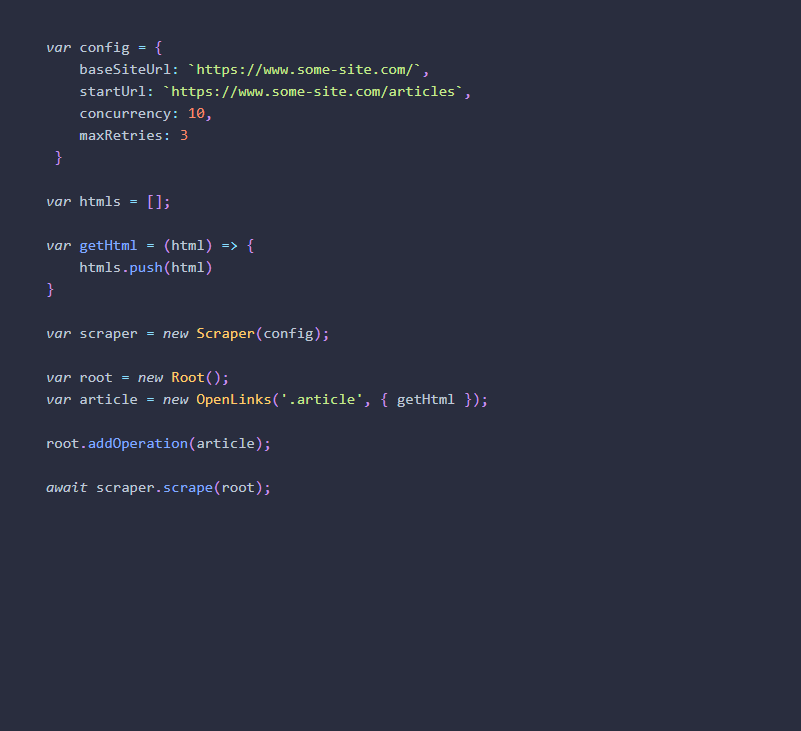 var config = {
    baseSiteUrl: `https://www.some-site.com/`,
    startUrl: `https://www.some-site.com/articles`,
    concurrency: 10,
    maxRetries: 3
 }
var htmls = [];
var getHtml = (html) => {
    htmls.push(html)
}
var scraper = new Scraper(config);
var root = new Root();
var article = new OpenLinks('.article', { getHtml });
root.addOperation(article);
await scraper.scrape(root);